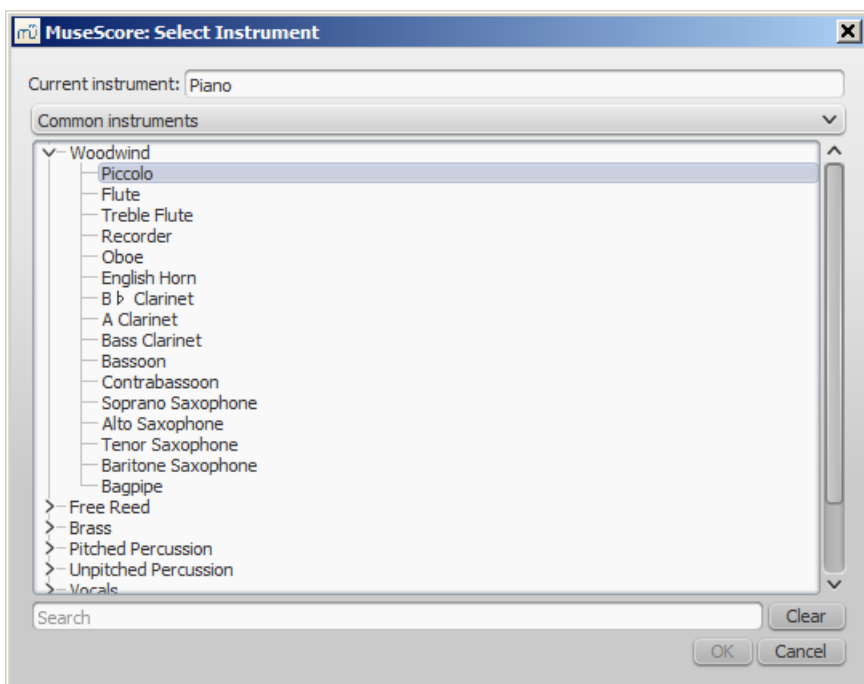 mü MuseScore: Select Instrument
Current instrument: Piano
Common instruments
Woodwind
Piccolo
Flute
Treble Flute
Recorder
Oboe
English Horn
B♭ Clarinet
A Clarinet
Bass Clarinet
Bassoon
Contrabassoon
Soprano Saxophone
Alto Saxophone
Tenor Saxophone
Baritone Saxophone
Bagpipe
Free Reed
Brass
Pitched Percussion
Unpitched Percussion
Vocals
Search Clear
OK Cancel